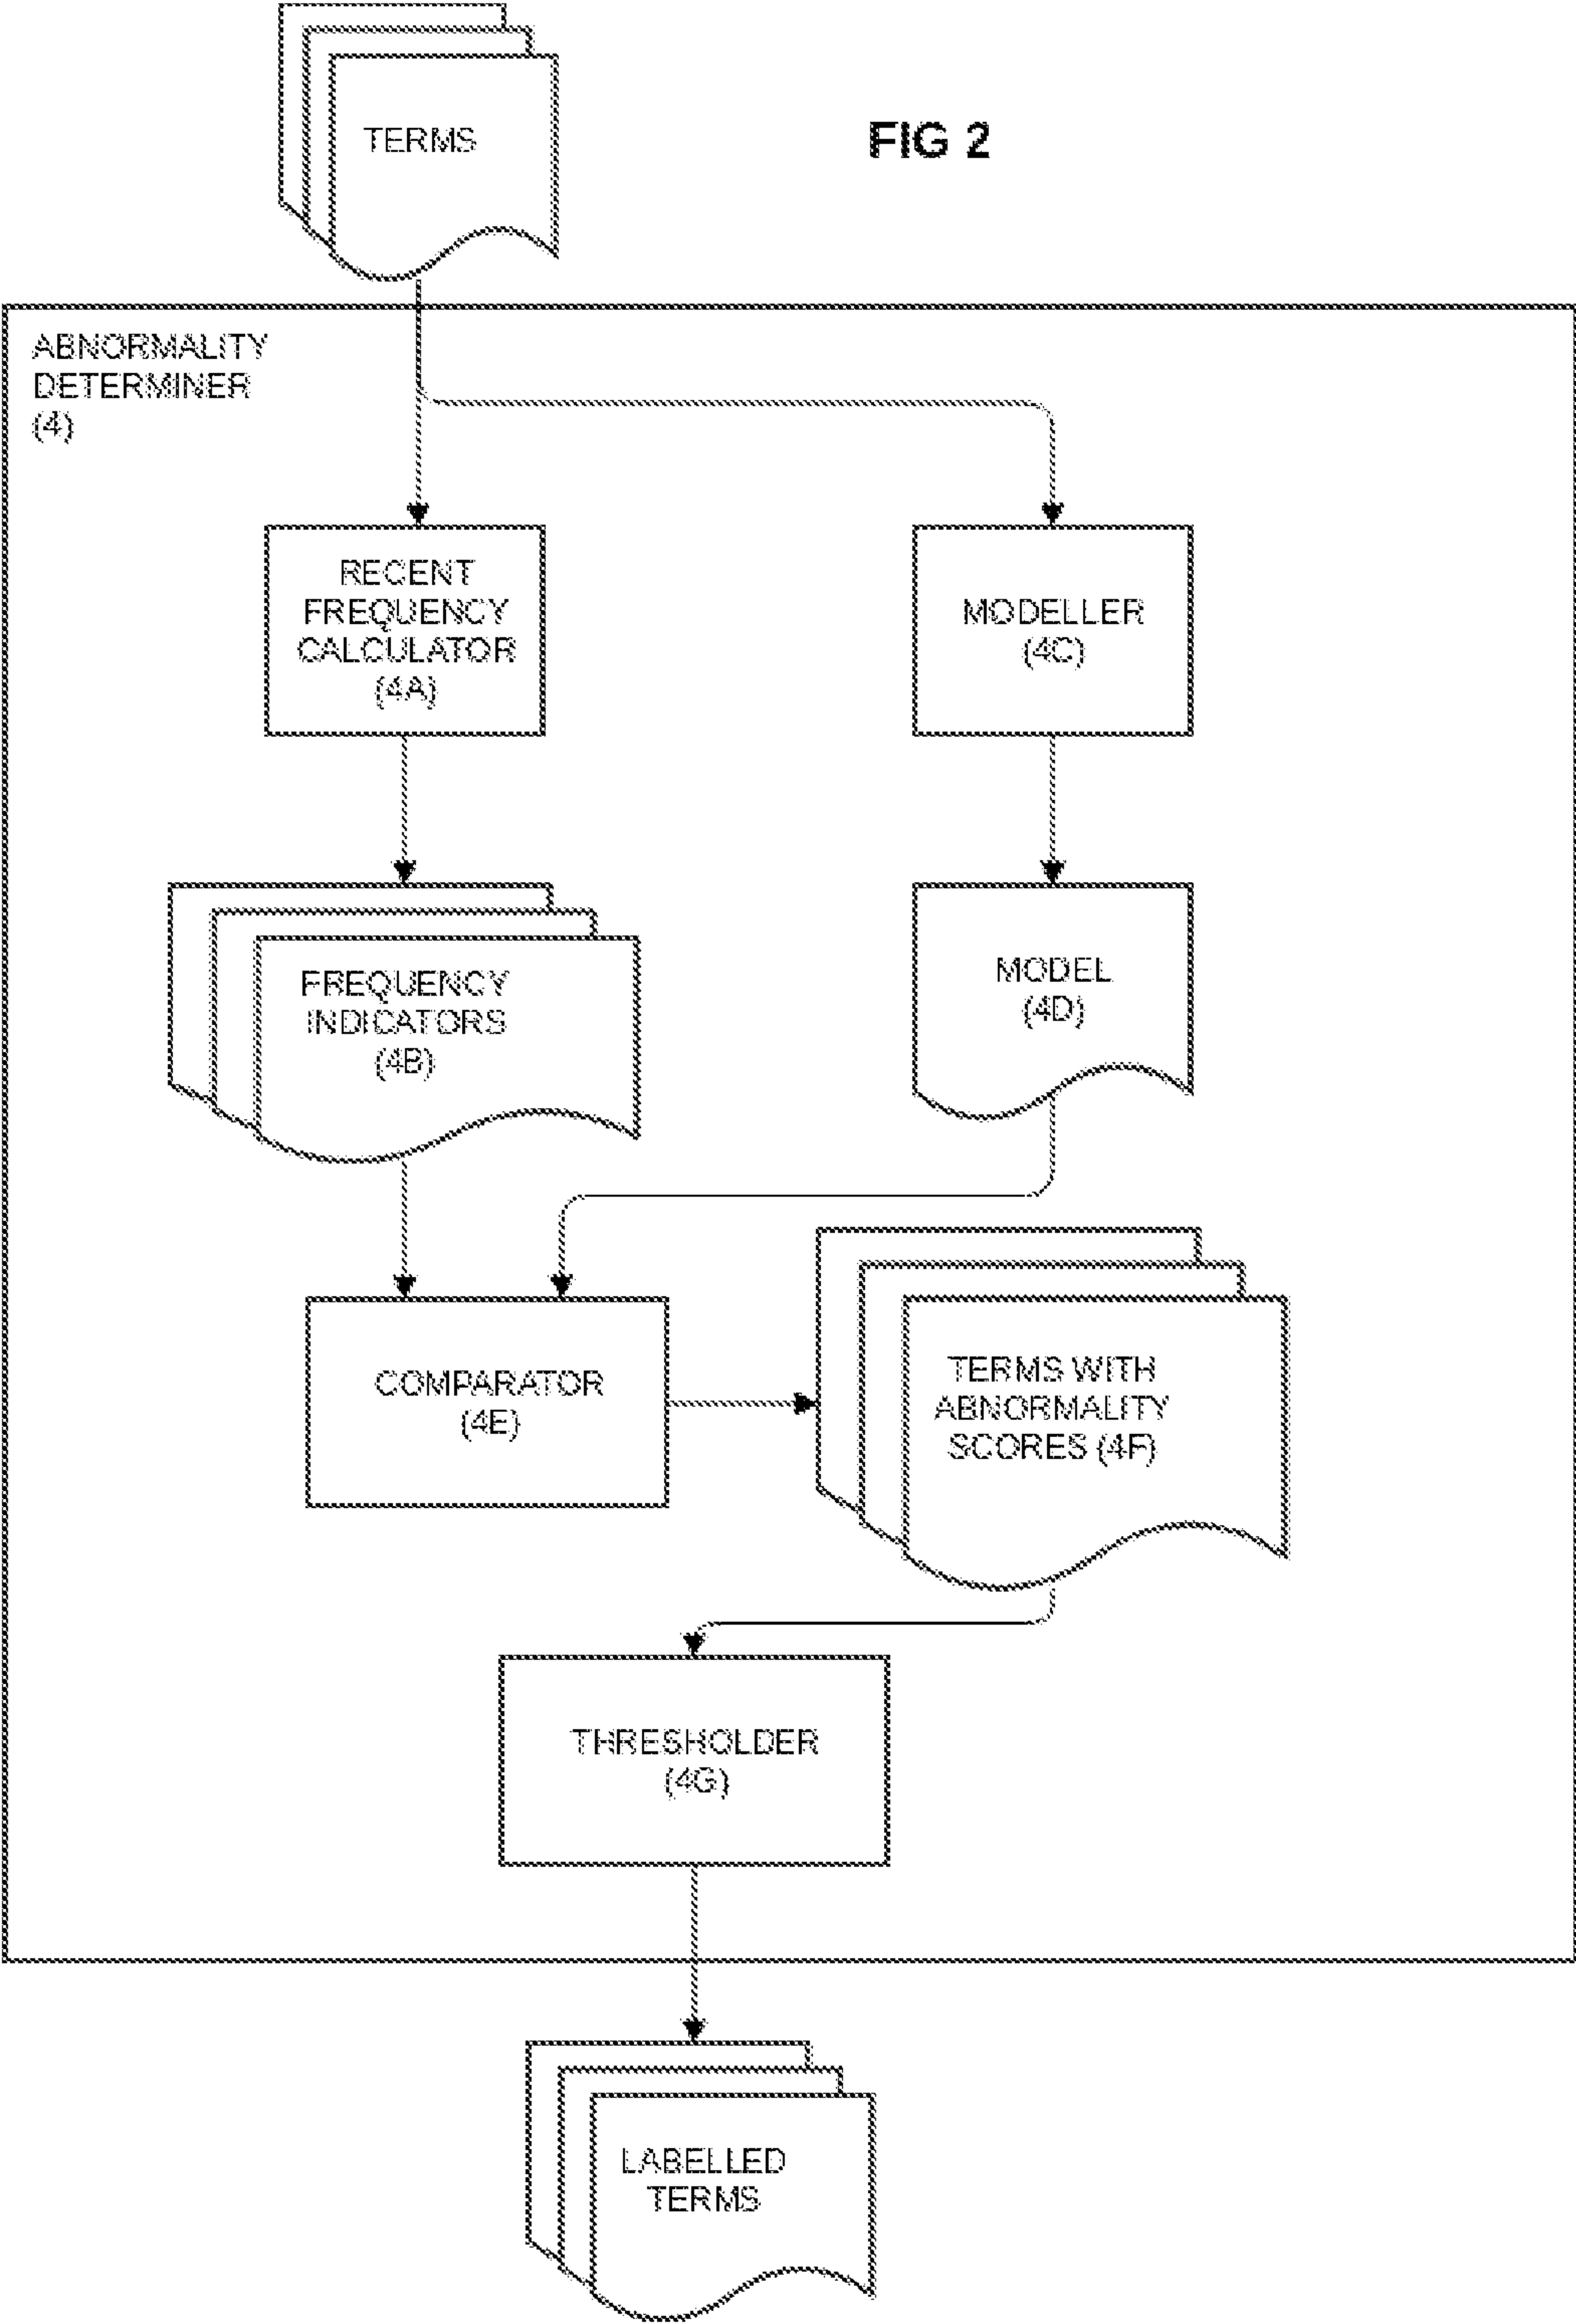 TERMS
FIG 2
ABNORMALITY
DETERMINER
(4)
RECENT
FREQUENCY
CALCULATOR
(4A)
MODELLER
(4C)
FREQUENCY
INDICATORS
(4B)
MODEL
(4D)
COMPARATOR
(4E)
TERMS WITH
ABNORMALITY
SCORES (4F)
THRESHOLDER
(4G)
LABELLED
TERMS